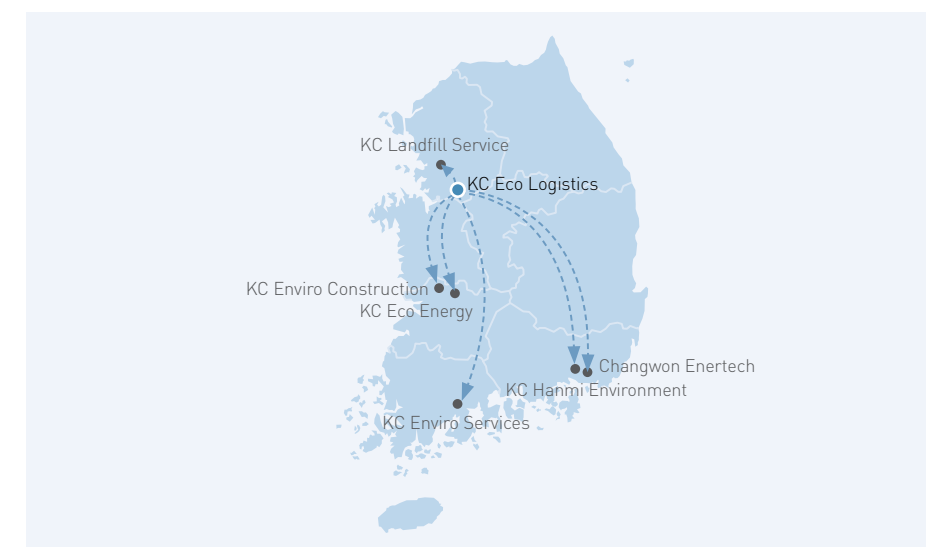 KC Landfill Service
KC Eco Logistics
KC Enviro Construction
KC Eco Energy
Changwon Enertech
KC Hanmi Environment
KC Enviro Services